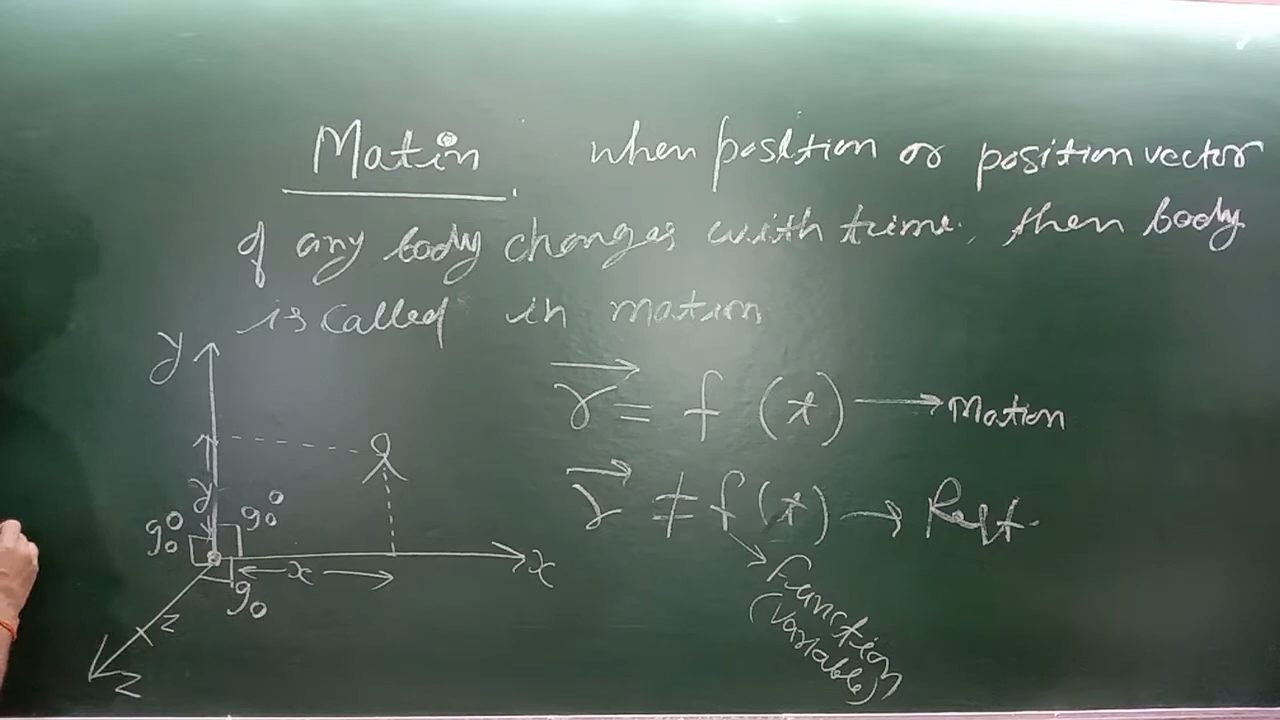 Motion when position or position vector
of any body changes with time, then body
is called in motion
y
r⃗ = f (t) → Motion
y 90°
90°
r⃗ ≠ f (t) → Rest.
x x
90
z
z
Function
(Variable)